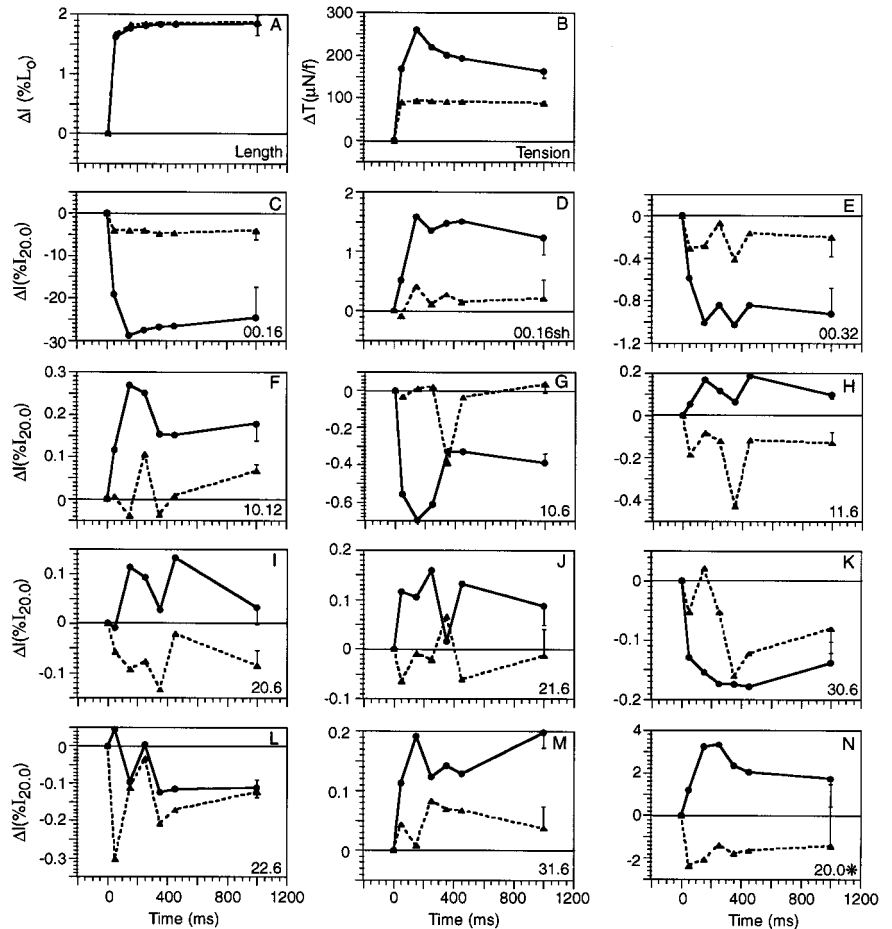 A
2
1
0
Δl (%Lo)
Length
B
300
200
100
0
ΔT(μN/f)
Tension
C
0
-10
-20
-30
ΔI(%I20.0)
00.16
D
2
1
0
00.16sh
E
0
-0.4
-0.8
-1.2
00.32
F
0.3
0.2
0.1
0
ΔI(%I20.0)
10.12
G
0
-0.2
-0.4
-0.6
10.6
H
0.2
0
-0.2
-0.4
11.6
I
0.1
0
-0.1
ΔI(%I20.0)
20.6
J
0.2
0.1
0
-0.1
21.6
K
0
-0.1
-0.2
30.6
L
0
-0.1
-0.2
-0.3
ΔI(%I20.0)
22.6
0 400 800 1200
Time (ms)
M
0.2
0.1
0
31.6
0 400 800 1200
Time (ms)
N
4
2
0
-2
20.0*
0 400 800 1200
Time (ms)